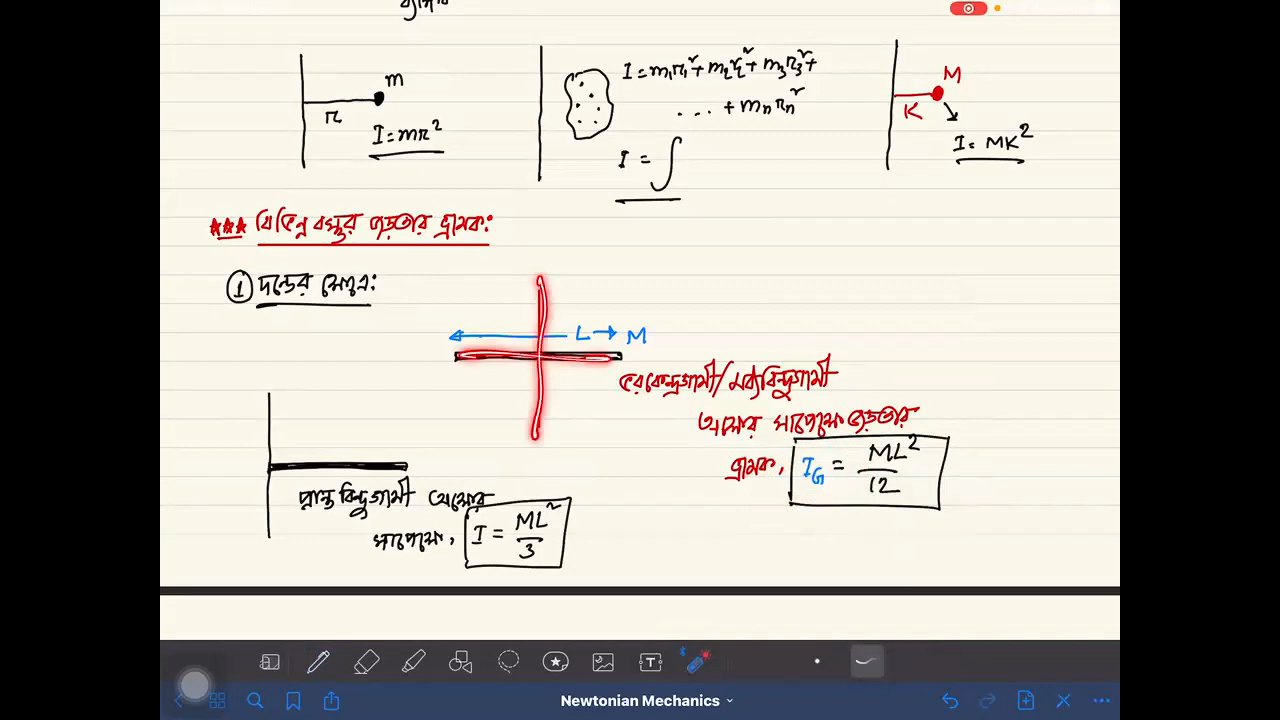 m
r
I = mr²
I = m₁r₁² + m₂r₂² + m₃r₃² +
... + mₙrₙ²
I = ∫
M
K
I = MK²
*** বিভিন্ন বস্তুর জড়তার ভ্রামক:
① দন্ডের ক্ষেত্রে:
L → M
ভরকেন্দ্রগামী/মধ্যবিন্দুগামী
অক্ষের সাপেক্ষে জড়তার
ভ্রামক, I_G = ML²/12
প্রান্ত বিন্দুগামী অক্ষের
সাপেক্ষে, I = ML²/3
Newtonian Mechanics